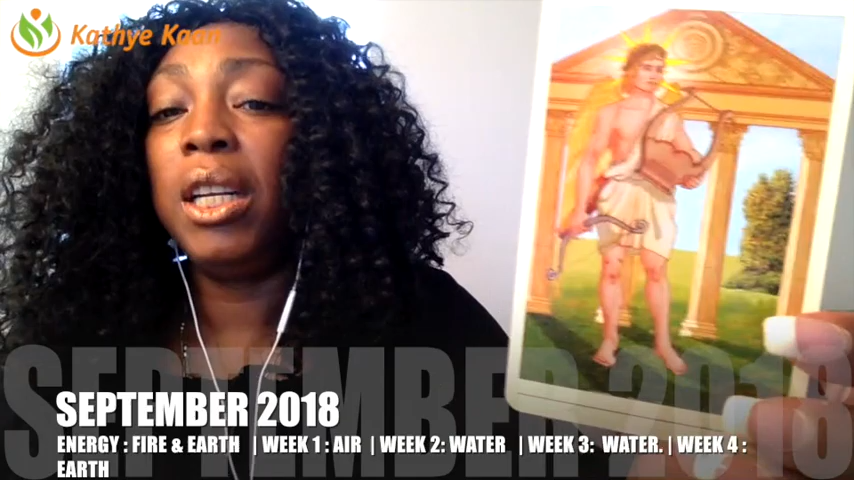 Kathye Kaan
SEPTEMBER 2018
SEPTEMBER 2018
ENERGY : FIRE & EARTH | WEEK 1 : AIR | WEEK 2: WATER | WEEK 3: WATER. | WEEK 4 :
EARTH